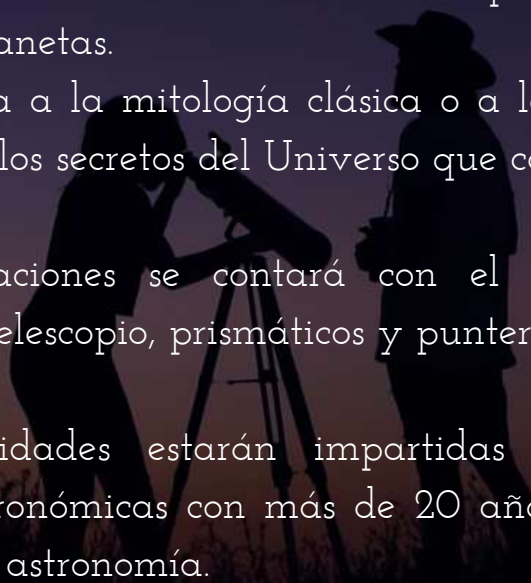 anetas.
a a la mitología clásica o a l
los secretos del Universo que c
aciones se contará con el
elescopio, prismáticos y punter
idades estarán impartidas
ronómicas con más de 20 añ
astronomía.